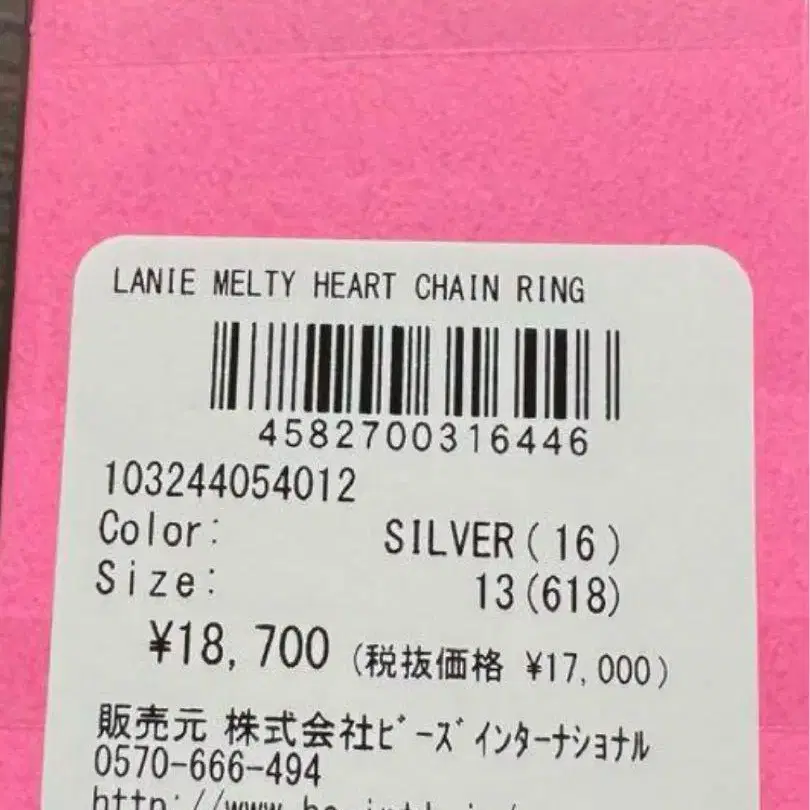 LANIE MELTY HEART CHAIN RING
4582700316446
103244054012
Color: SILVER(16)
Size: 13(618)
¥18,700 (税抜価格 ¥17,000)
販売元 株式会社ビーズインターナショナル
0570-666-494